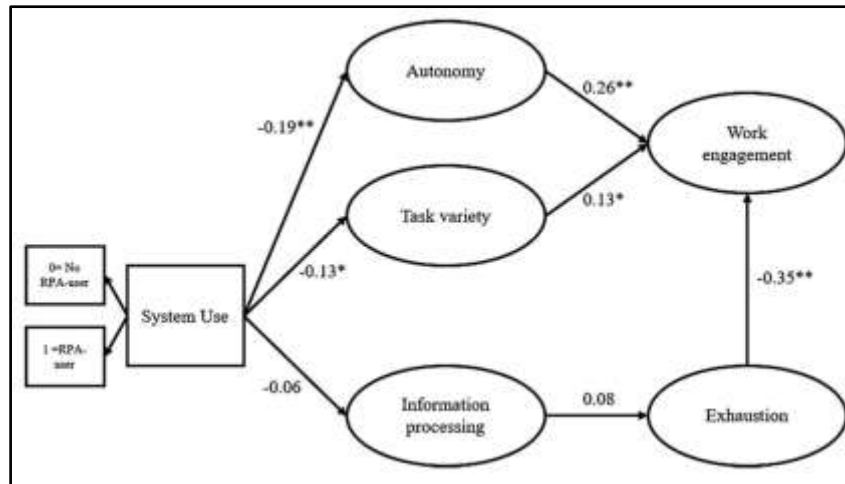 Autonomy
0.26**
Work
engagement
-0.19**
Task variety
0.13*
-0.13*
0= No
RPA-user
System Use
-0.35**
1 =RPA-
user
-0.06
Information
processing
0.08
Exhaustion